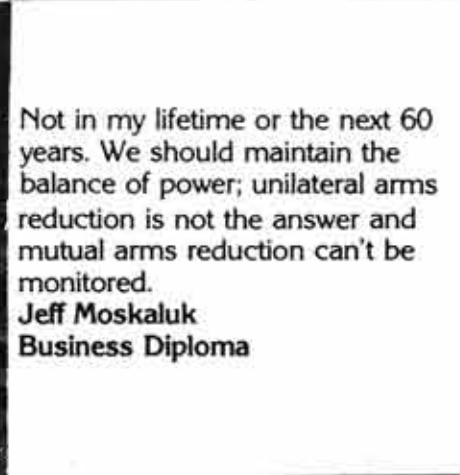 Not in my lifetime or the next 60
years. We should maintain the
balance of power; unilateral arms
reduction is not the answer and
mutual arms reduction can't be
monitored.
Jeff Moskaluk
Business Diploma